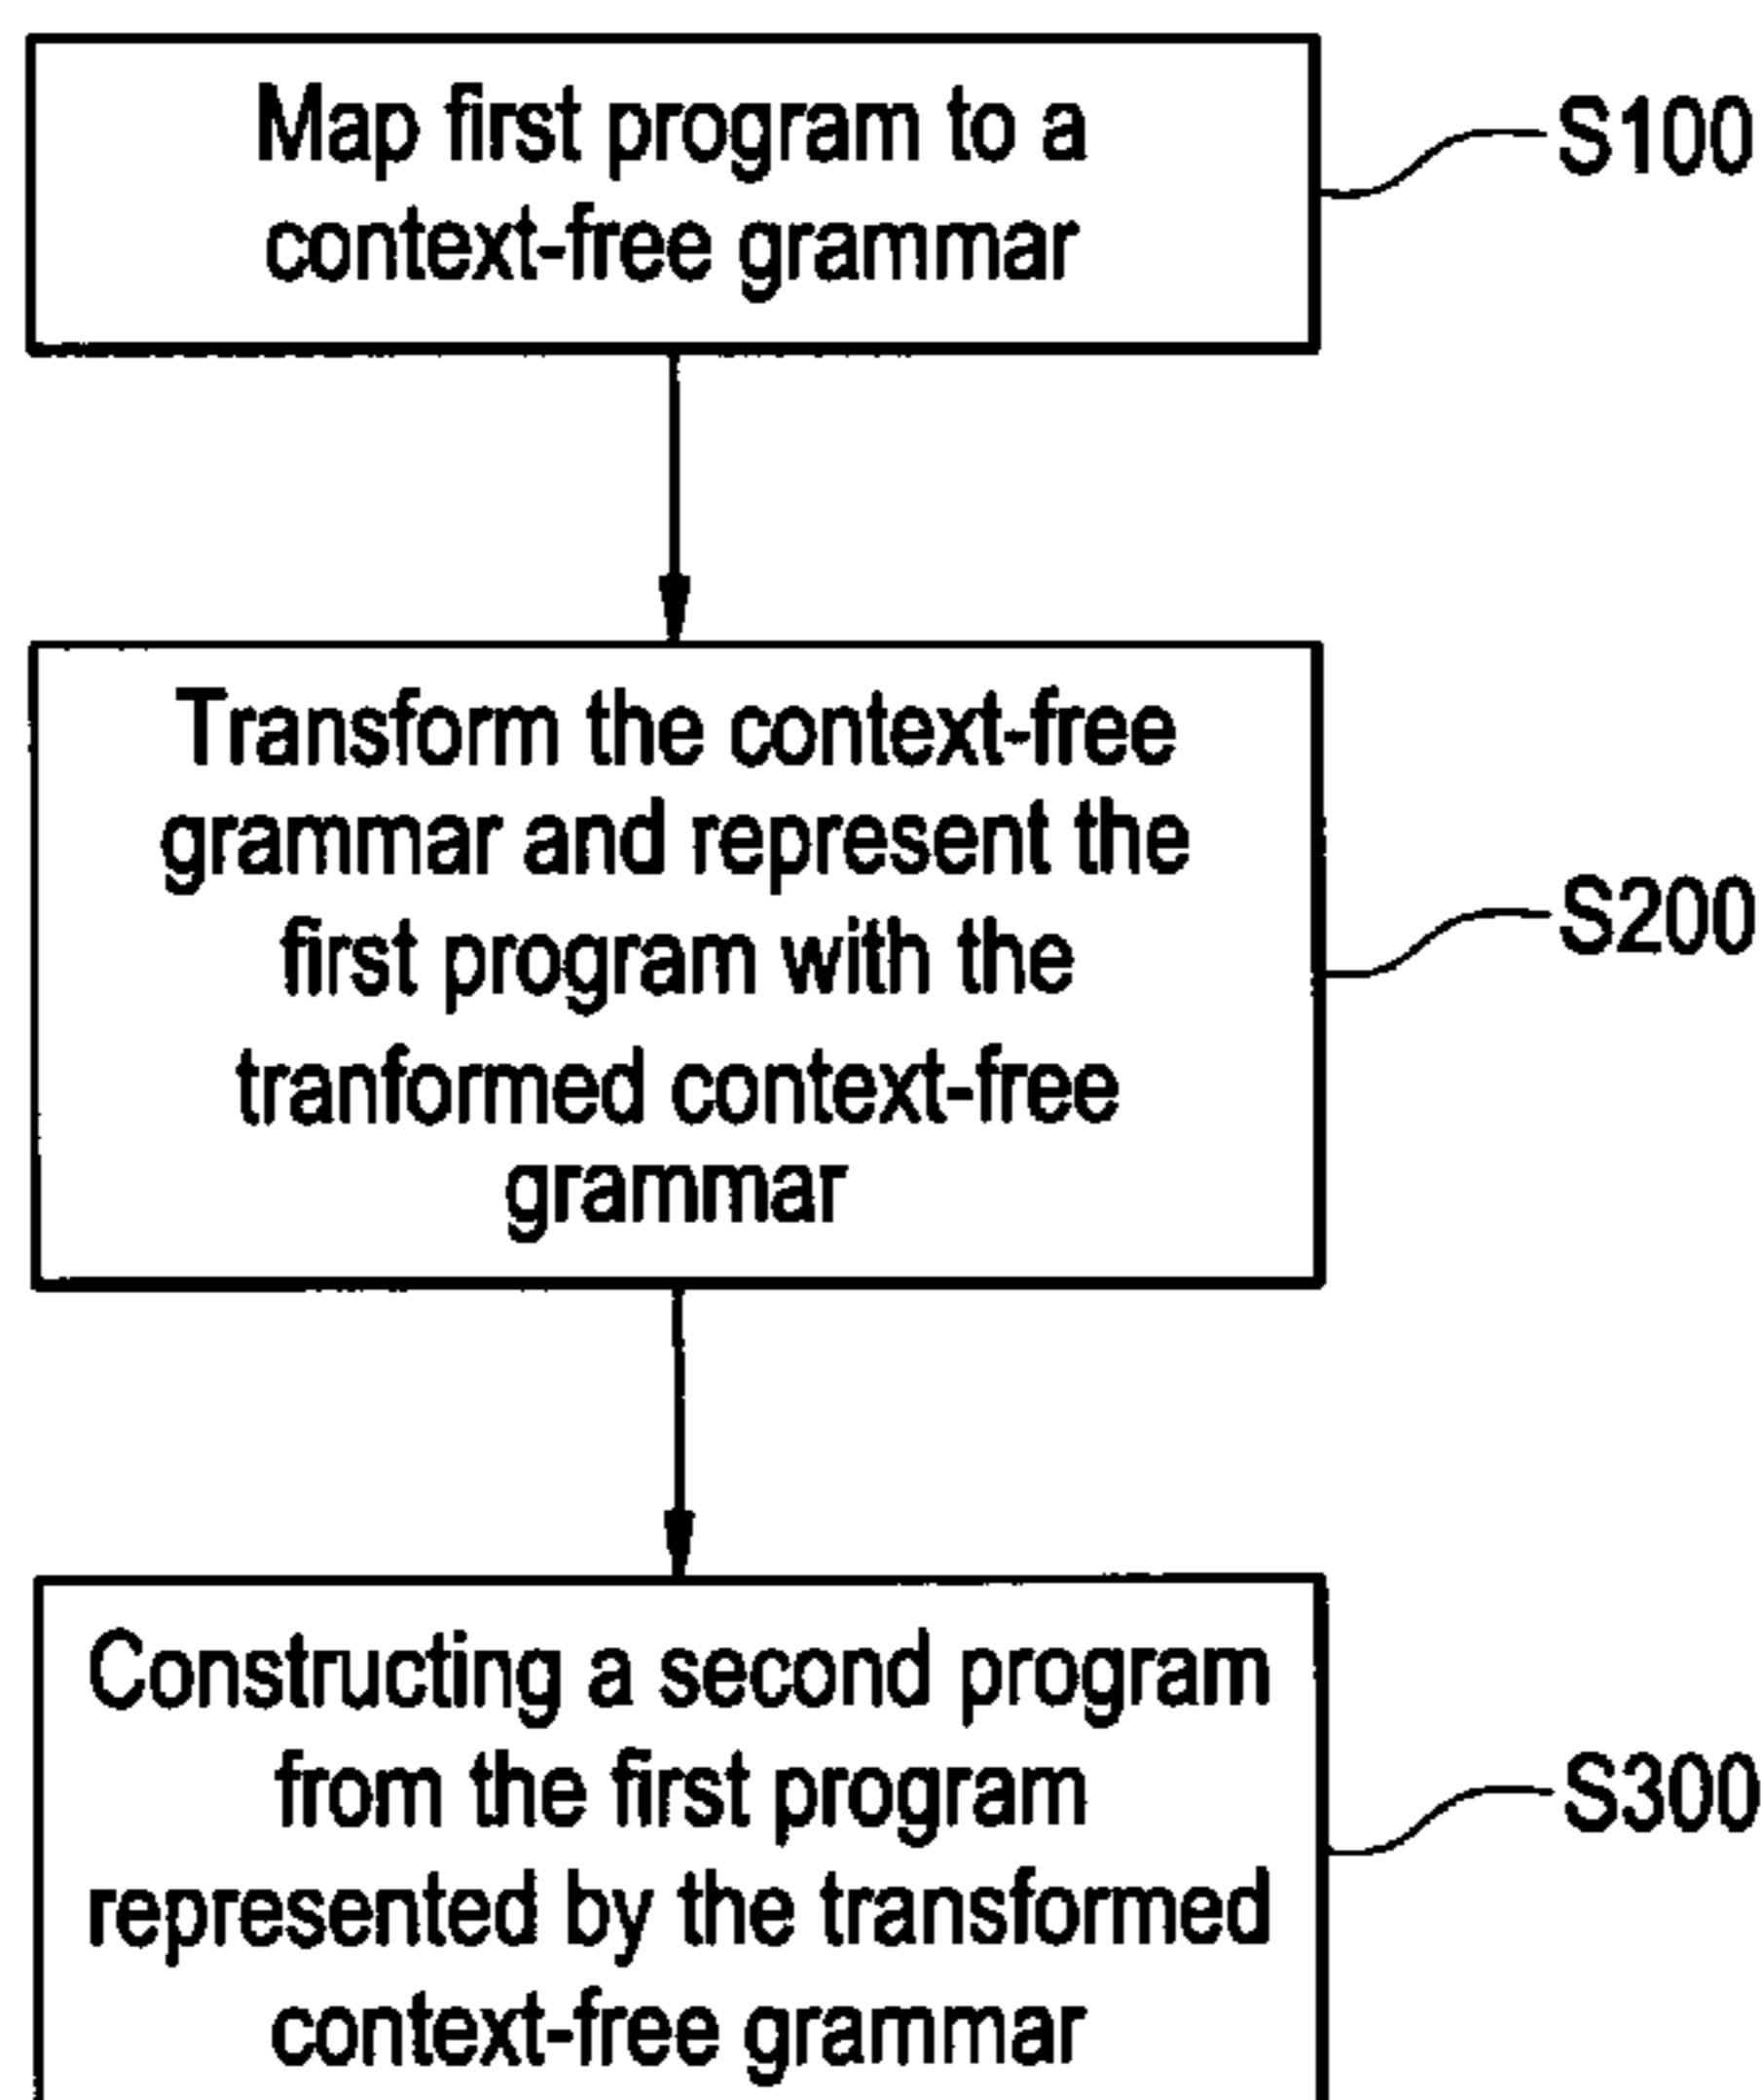 Map first program to a
context-free grammar
S100
Transform the context-free
grammar and represent the
first program with the
tranformed context-free
grammar
S200
Constructing a second program
from the first program
represented by the transformed
context-free grammar
S300